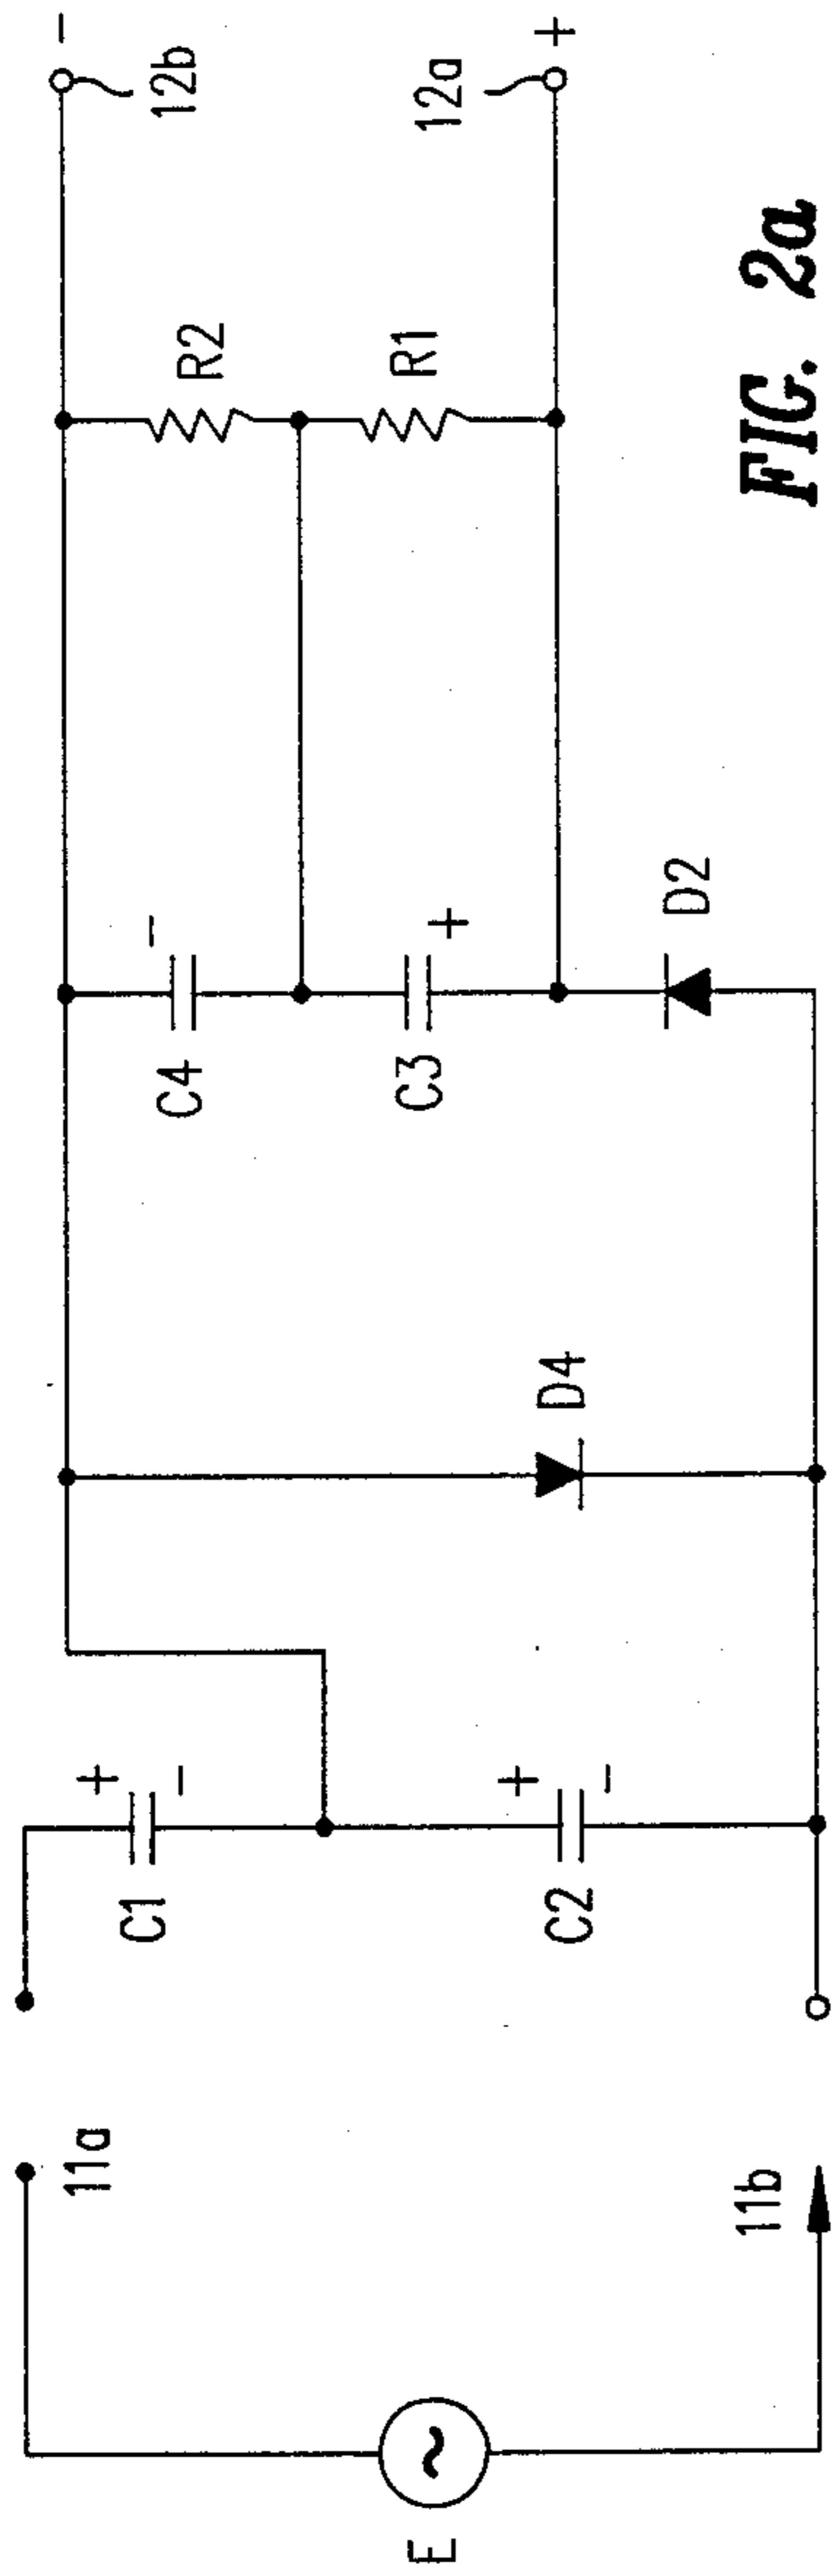 E
~
11a
11b
C1
+
-
C2
+
-
D4
C4
-
C3
+
D2
R2
R1
12b
-
12a
+
FIG. 2a